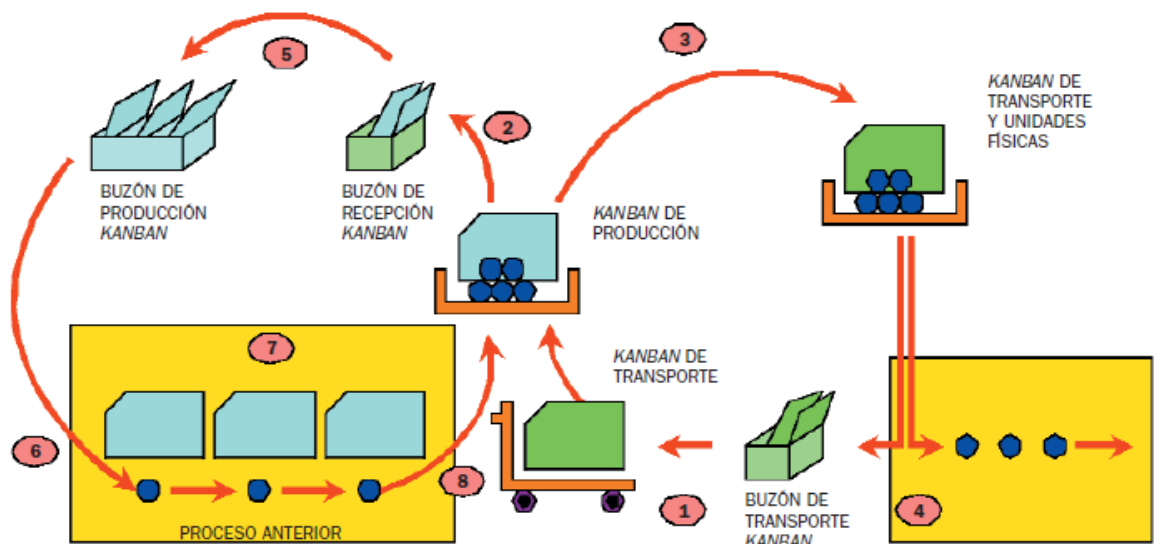 5
3
2
KANBAN DE
TRANSPORTE
Y UNIDADES
FÍSICAS
BUZÓN DE
PRODUCCIÓN
KANBAN
BUZÓN DE
RECEPCIÓN
KANBAN
KANBAN DE
PRODUCCIÓN
7
KANBAN DE
TRANSPORTE
6
8
1
4
PROCESO ANTERIOR
BUZÓN DE
TRANSPORTE
KANBAN